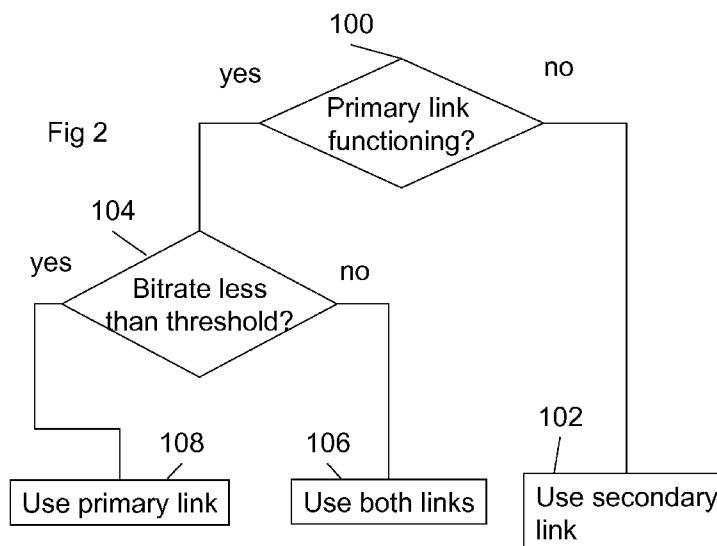 100
yes
no
Primary link
functioning?
Fig 2
104
yes
no
Bitrate less
than threshold?
108
106
102
Use primary link
Use both links
Use secondary
link